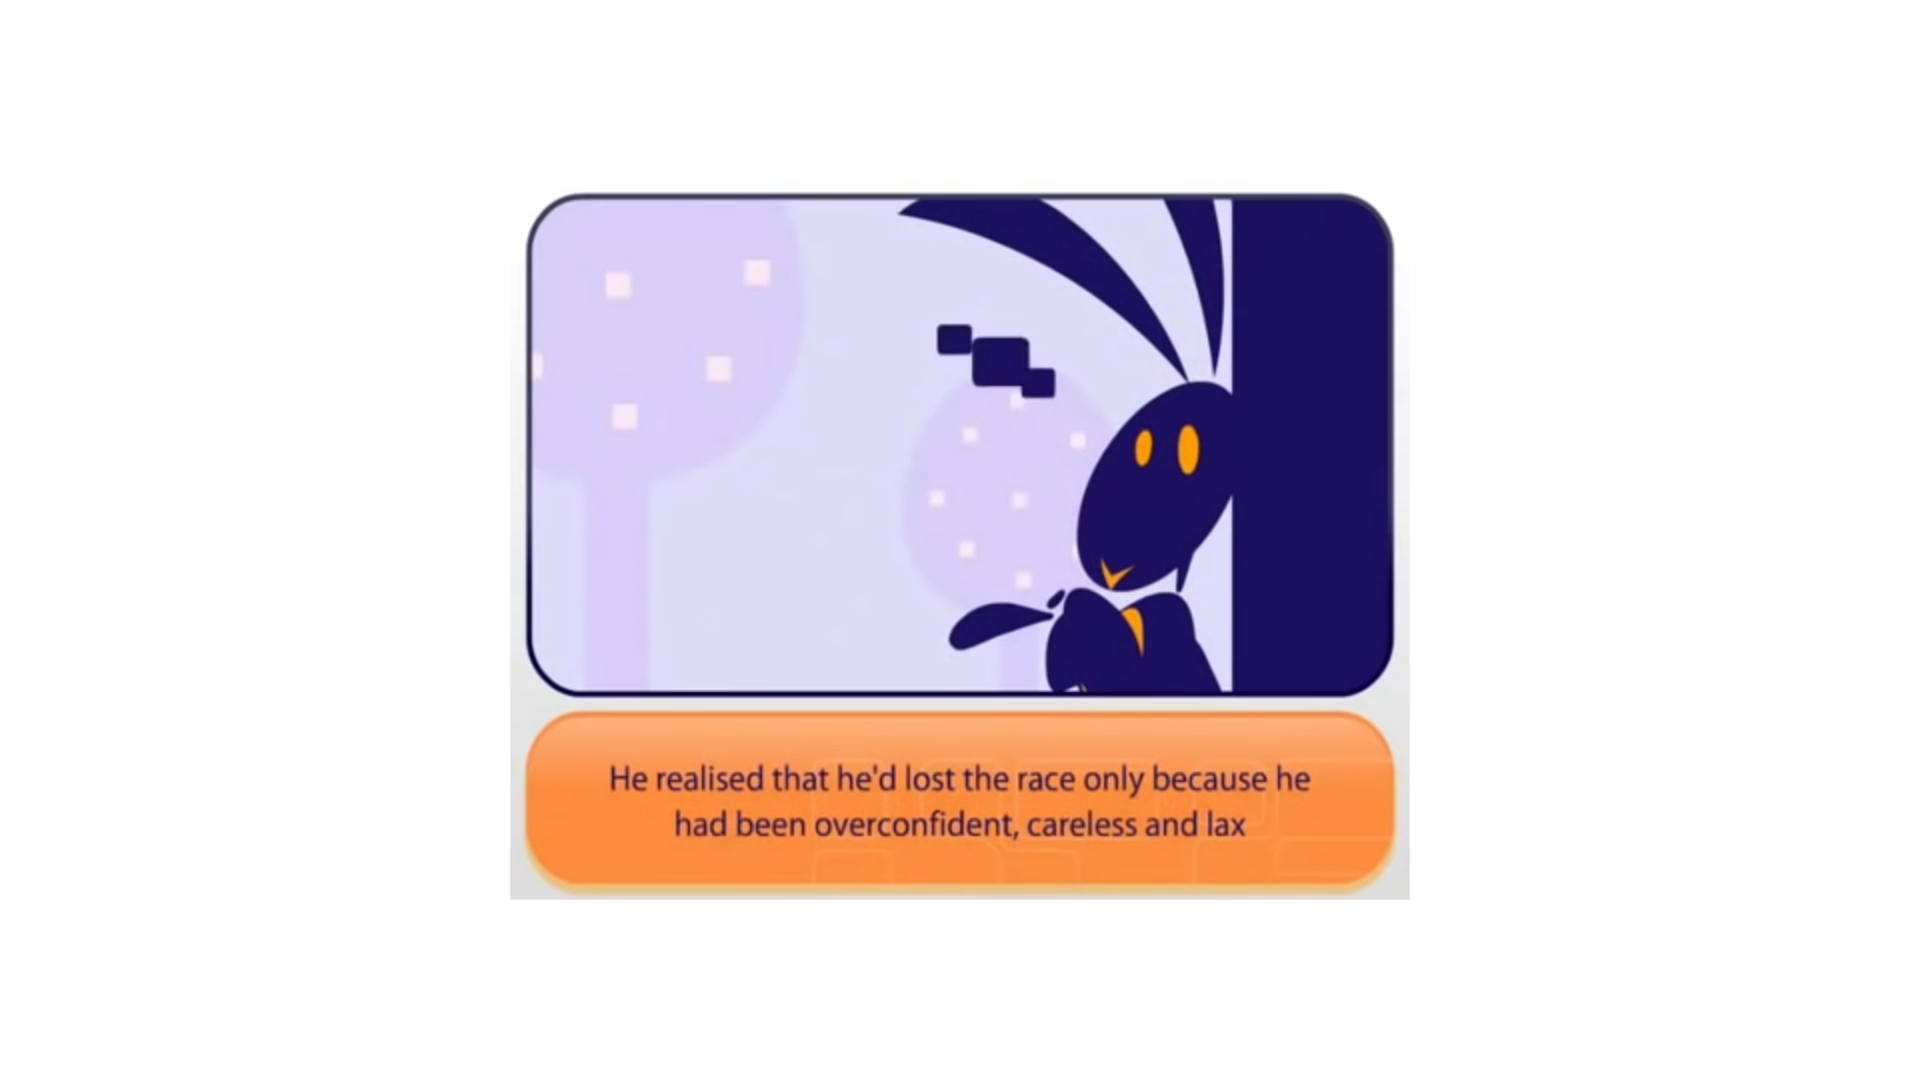 He realised that he'd lost the race only because he
had been overconfident, careless and lax